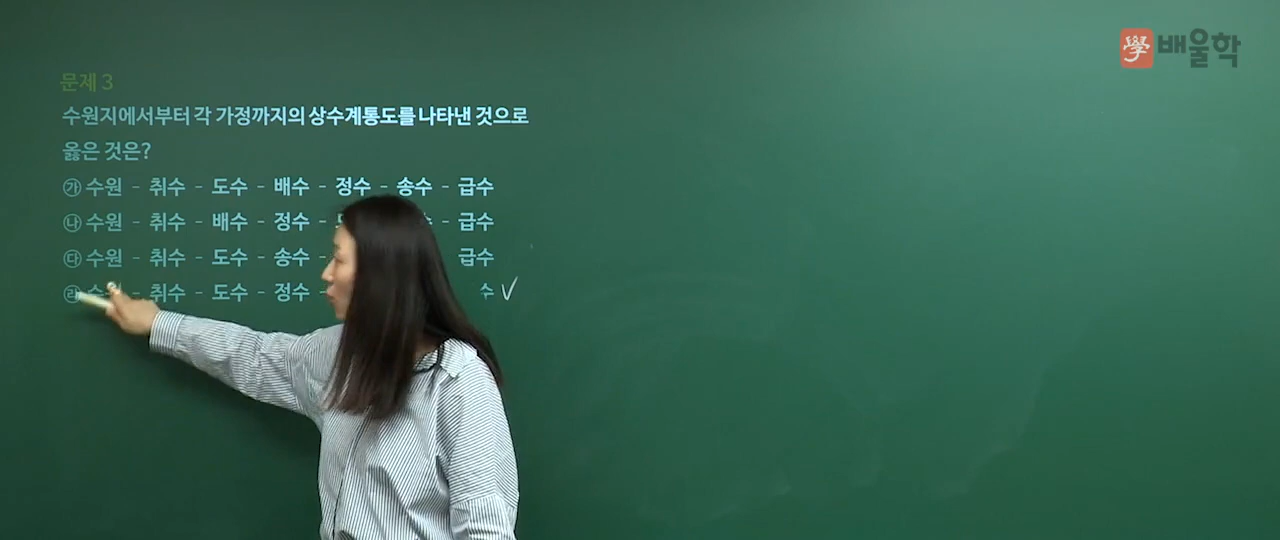 學 배울학
문제 3
수원지에서부터 각 가정까지의 상수계통도를 나타낸 것으로
옳은 것은?
㉮ 수원 - 취수 - 도수 - 배수 - 정수 - 송수 - 급수
㉯ 수원 - 취수 - 배수 - 정수 - - 급수
㉰ 수원 - 취수 - 도수 - 송수 - 급수
㉱ - 취수 - 도수 - 정수 - 수 ✓